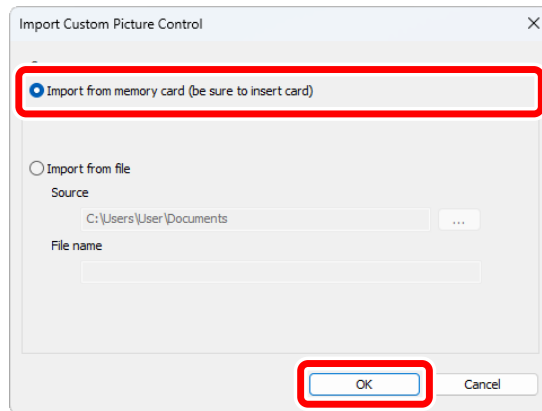 Import Custom Picture Control
Import from memory card (be sure to insert card)
Import from file
Source
C:\Users\User\Documents
...
File name
OK
Cancel